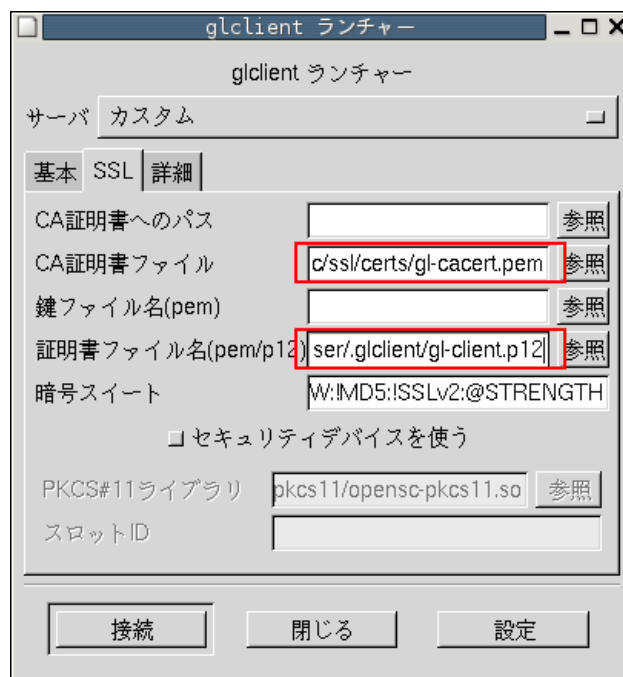 glclient ランチャー
glclient ランチャー
サーバ カスタム
基本 SSL 詳細
CA証明書へのパス 参照
CA証明書ファイル c/ssl/certs/gl-cacert.pem 参照
鍵ファイル名(pem) 参照
証明書ファイル名(pem/p12) ser/.glclient/gl-client.p12 参照
暗号スイート W:!MD5:!SSLv2:@STRENGTH
セキュリティデバイスを使う
PKCS#11ライブラリ pkcs11/opensc-pkcs11.so 参照
スロットID
接続 閉じる 設定